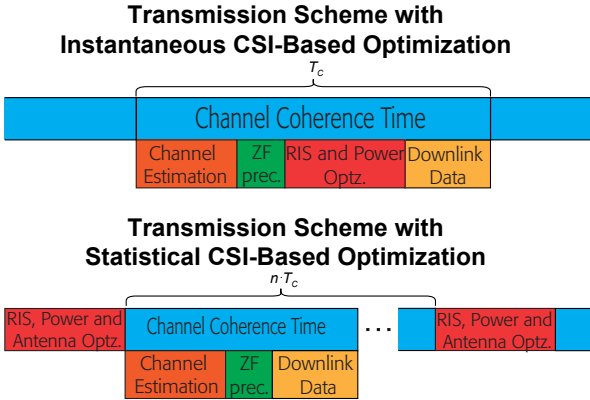 Transmission Scheme with
Instantaneous CSI-Based Optimization
Tc
Channel Coherence Time
Channel
Estimation
ZF
prec.
RIS and Power
Optz.
Downlink
Data
Transmission Scheme with
Statistical CSI-Based Optimization
n·Tc
RIS, Power and
Antenna Optz.
Channel Coherence Time
...
RIS, Power and
Antenna Optz.
Channel
Estimation
ZF
prec.
Downlink
Data